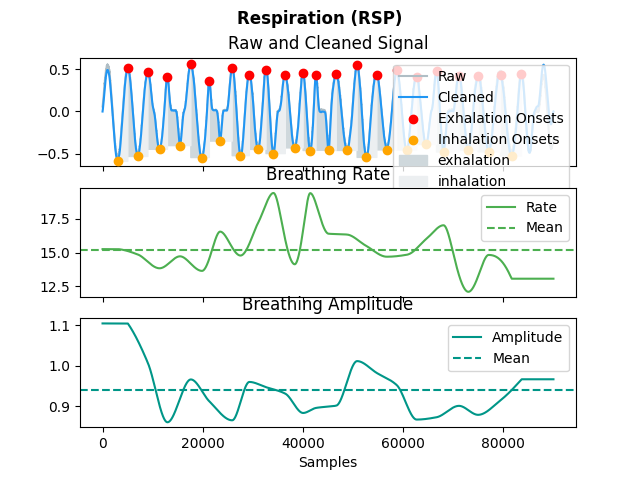 Respiration (RSP)
Raw and Cleaned Signal
0.5
0.0
−0.5
Raw
Cleaned
Exhalation Onsets
Inhalation Onsets
exhalation
inhalation
Breathing Rate
17.5
15.0
12.5
Rate
Mean
Breathing Amplitude
1.1
1.0
0.9
Amplitude
Mean
0 20000 40000 60000 80000
Samples